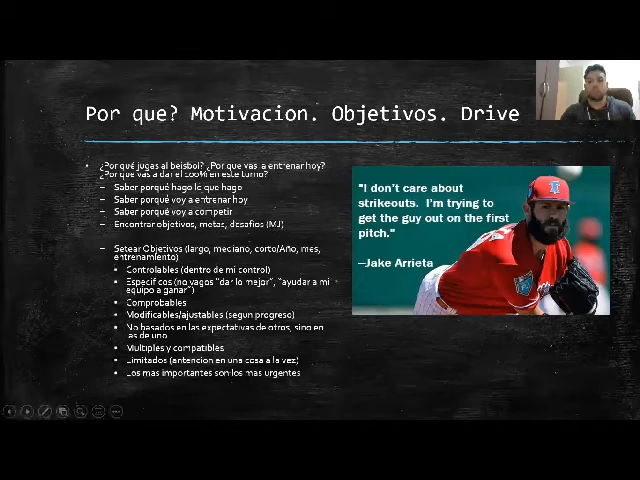 Por que? Motivacion. Objetivos. Drive
¿Por qué jugas al beisbol? ¿Por que vas a entrenar hoy?
¿Por que vas a dar el 100% en este turno?
Saber porqué hago lo que hago
Saber porqué voy a entrenar hoy
Saber porqué voy a competir
Encontrar objetivos, metas, desafios (MJ)
Setear Objetivos (largo, mediano, corto/Año, mes,
entrenamiento)
Controlables (dentro de mi control)
Especificos (no vagos "dar lo mejor", "ayudar a mi
equipo a ganar")
Comprobables
Modificables/ajustables (segun progreso)
No basados en las expectativas de otros, sino en
las de uno
Multiples y compatibles
Limitados (antencion en una cosa a la vez)
Los mas importantes son los mas urgentes
"I don't care about
strikeouts. I'm trying to
get the guy out on the first
pitch."
—Jake Arrieta